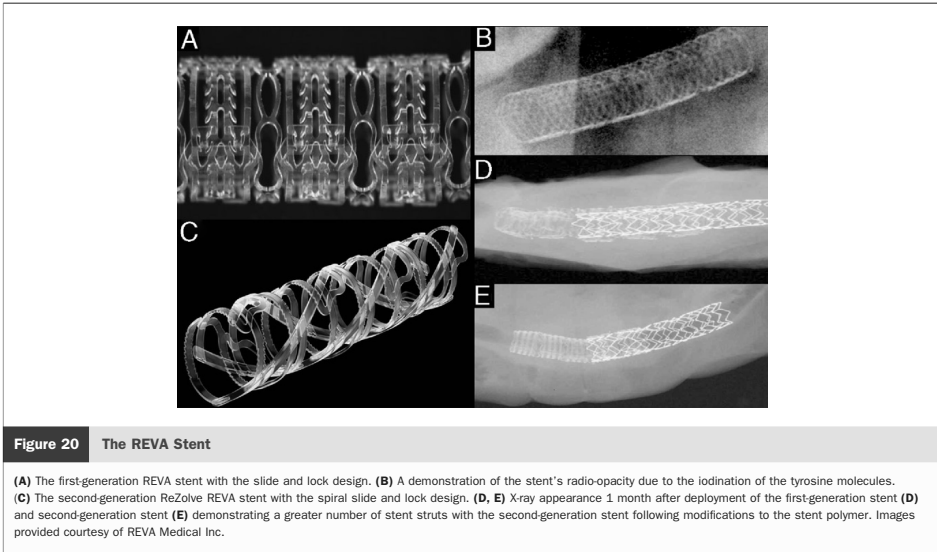 A
B
C
D
E
Figure 20 The REVA Stent
(A) The first-generation REVA stent with the slide and lock design. (B) A demonstration of the stent's radio-opacity due to the iodination of the tyrosine molecules.
(C) The second-generation ReZolve REVA stent with the spiral slide and lock design. (D, E) X-ray appearance 1 month after deployment of the first-generation stent (D)
and second-generation stent (E) demonstrating a greater number of stent struts with the second-generation stent following modifications to the stent polymer. Images
provided courtesy of REVA Medical Inc.